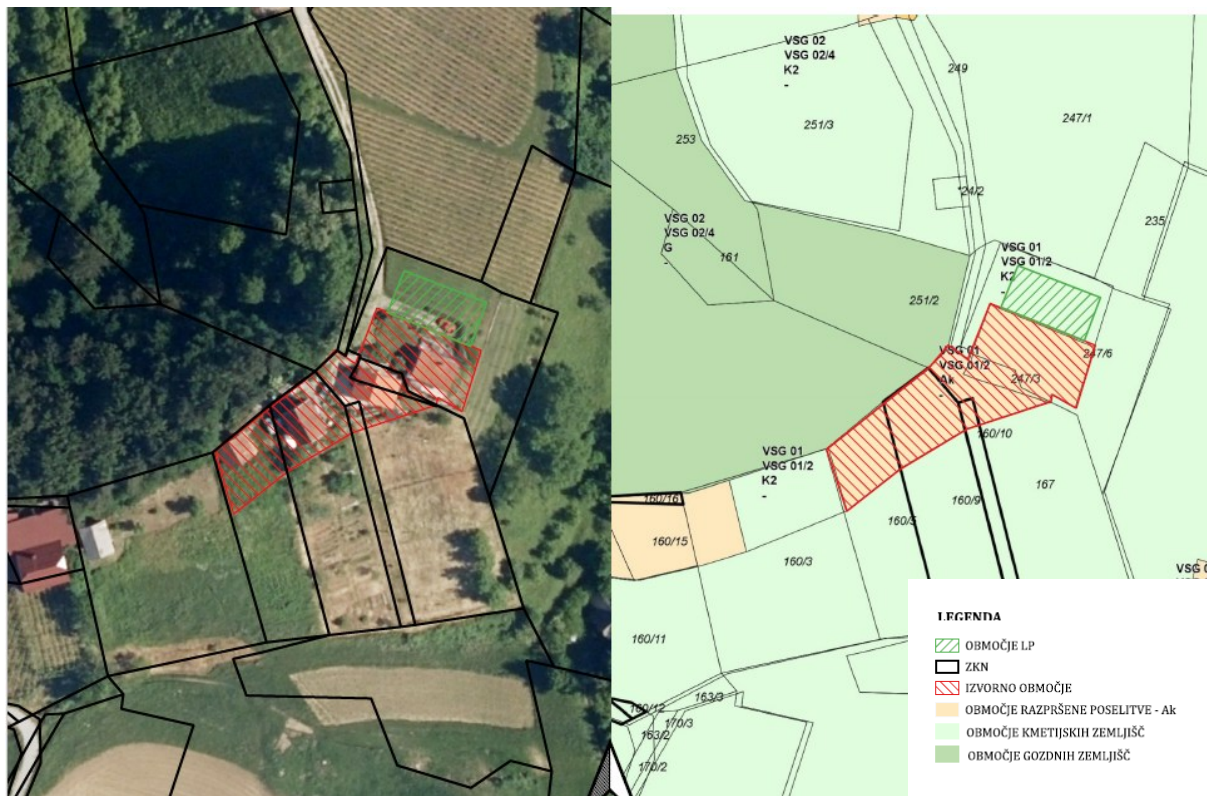 VSG 02
VSG 02/4
K2
-
249
251/3
247/1
253
*24/2
235
VSG 02
VSG 02/4
G
-
161
VSG 01
VSG 01/2
K2
-
251/2
VSG 01
VSG 01/2
Ak
-
247/6
247/3
160/10
VSG 01
VSG 01/2
K2
-
167
160/16
160/9
160/5
160/15
160/3
160/11
163/3
160/12
170/3
163/2
170/2
LEGENDA
OBMOČJE LP
ZKN
IZVORNO OBMOČJE
OBMOČJE RAZPRŠENE POSELITVE - Ak
OBMOČJE KMETIJSKIH ZEMLJIŠČ
OBMOČJE GOZDNIH ZEMLJIŠČ